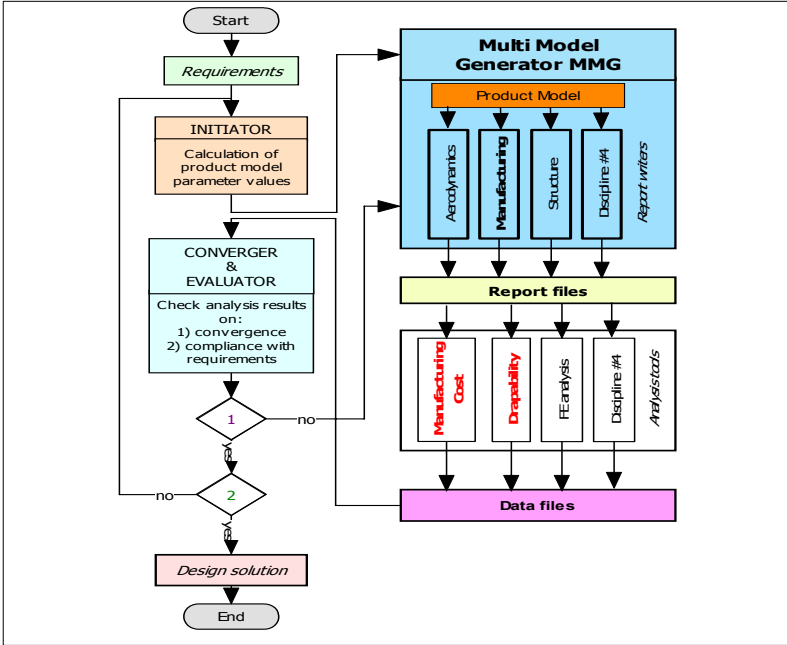 Start
Requirements
INITIATOR
Calculation of
product model
parameter values
CONVERGER
&
EVALUATOR
Check analysis results
on:
1) convergence
2) compliance with
requirements
1
no
yes
2
no
yes
Design solution
End
Multi Model
Generator MMG
Product Model
Aerodynamics
Manufacturing
Structure
Discipline #4
Report writers
Report files
Manufacturing
Cost
Drapability
FE analysis
Discipline #4
Analysis tools
Data files